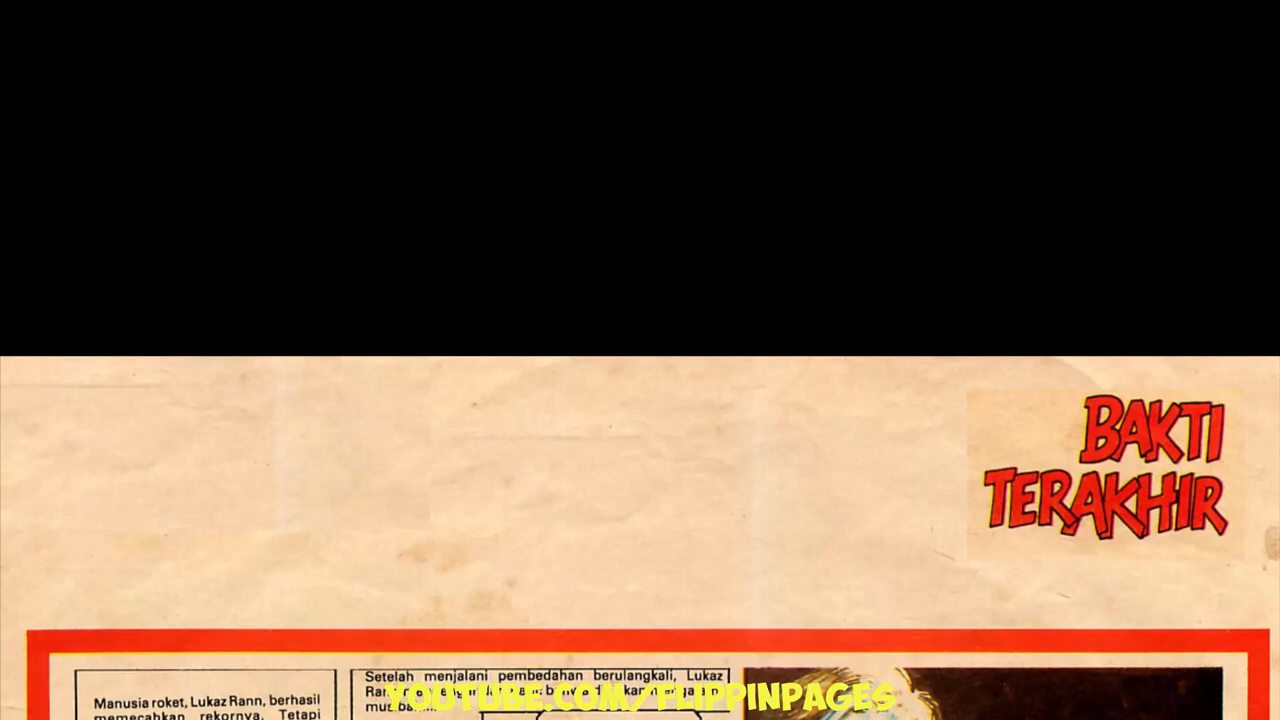 BAKTI
TERAKHIR
Manusia roket, Lukaz Rann, berhasil
memecahkan rekornya. Tetapi
Setelah menjalani pembedahan berulangkali, Lukaz
YOUTUBE.COM/FLIPPINPAGES